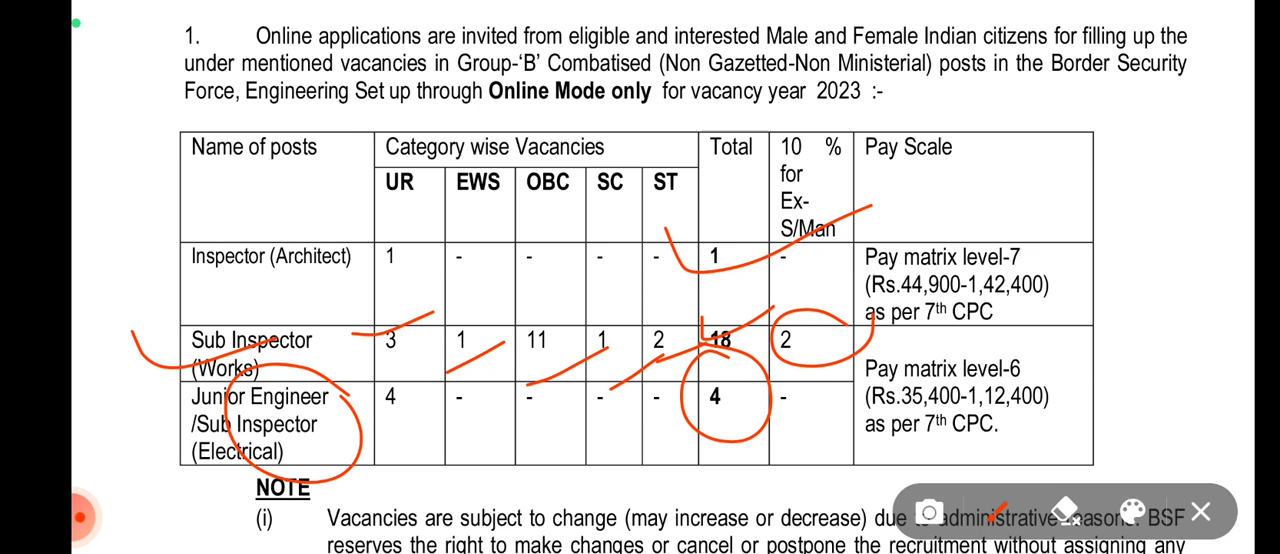 1. Online applications are invited from eligible and interested Male and Female Indian citizens for filling up the
under mentioned vacancies in Group-‘B’ Combatised (Non Gazetted-Non Ministerial) posts in the Border Security
Force, Engineering Set up through Online Mode only for vacancy year 2023 :-
Name of posts Category wise Vacancies Total 10 % for Ex-S/Man Pay Scale
UR EWS OBC SC ST
Inspector (Architect) 1 - - - - 1 - Pay matrix level-7
(Rs.44,900-1,42,400)
as per 7th CPC
Sub Inspector 3 1 11 1 2 18 2
(Works)
Pay matrix level-6
Junior Engineer 4 - - - - 4 - (Rs.35,400-1,12,400)
/Sub Inspector as per 7th CPC.
(Electrical)
NOTE
(i) Vacancies are subject to change (may increase or decrease) due administrative BSF
reserves the right to make changes or cancel or postpone the recruitment without assigning any